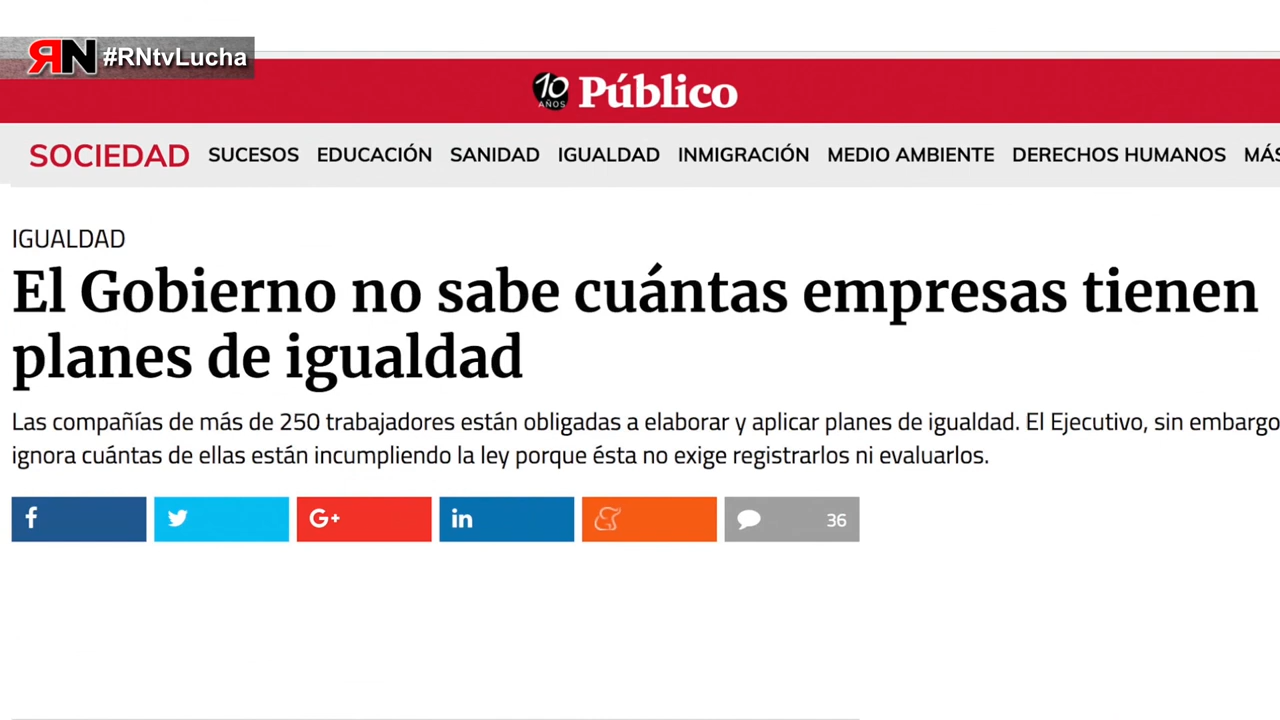 RN #RNtvLucha
10 AÑOS Público
SOCIEDAD SUCESOS EDUCACIÓN SANIDAD IGUALDAD INMIGRACIÓN MEDIO AMBIENTE DERECHOS HUMANOS MÁS
IGUALDAD
El Gobierno no sabe cuántas empresas tienen
planes de igualdad
Las compañías de más de 250 trabajadores están obligadas a elaborar y aplicar planes de igualdad. El Ejecutivo, sin embargo
ignora cuántas de ellas están incumpliendo la ley porque ésta no exige registrarlos ni evaluarlos.
f G+ in 36